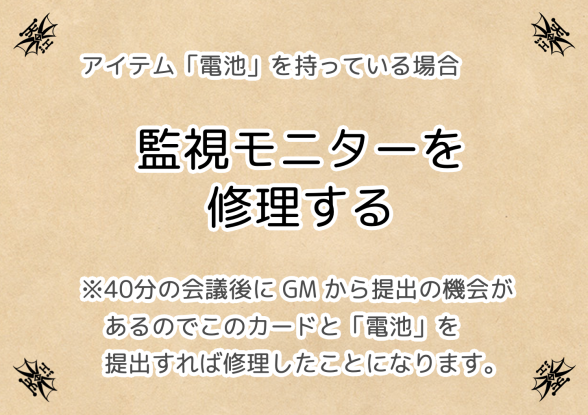 アイテム「電池」を持っている場合
監視モニターを
修理する
※40分の会議後に GM から提出の機会が
あるのでこのカードと「電池」を
提出すれば修理したことになります。